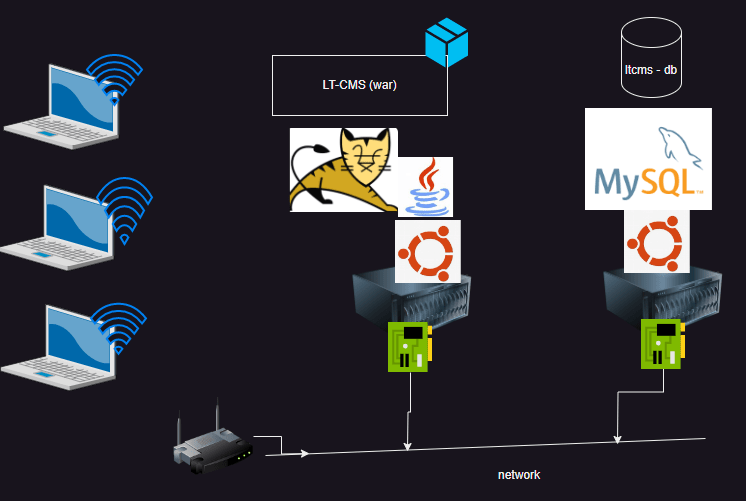 LT-CMS (war)
ltcms - db
MySQL
network